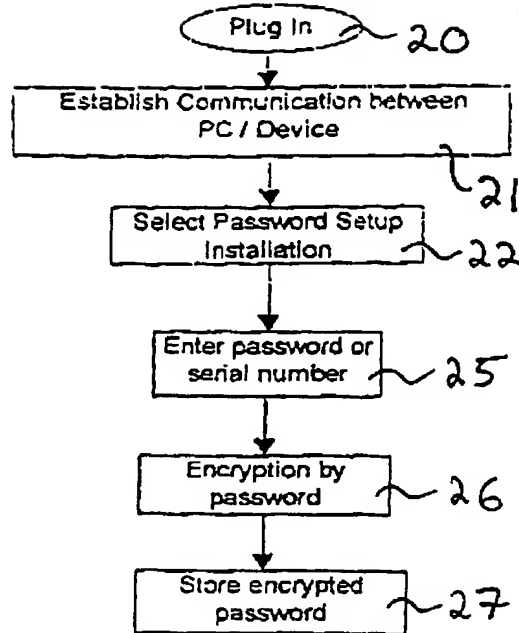 Plug In
20
Establish Communication between
PC / Device
21
Select Password Setup
Installation
22
Enter password or
serial number
25
Encryption by
password
26
Store encrypted
password
27